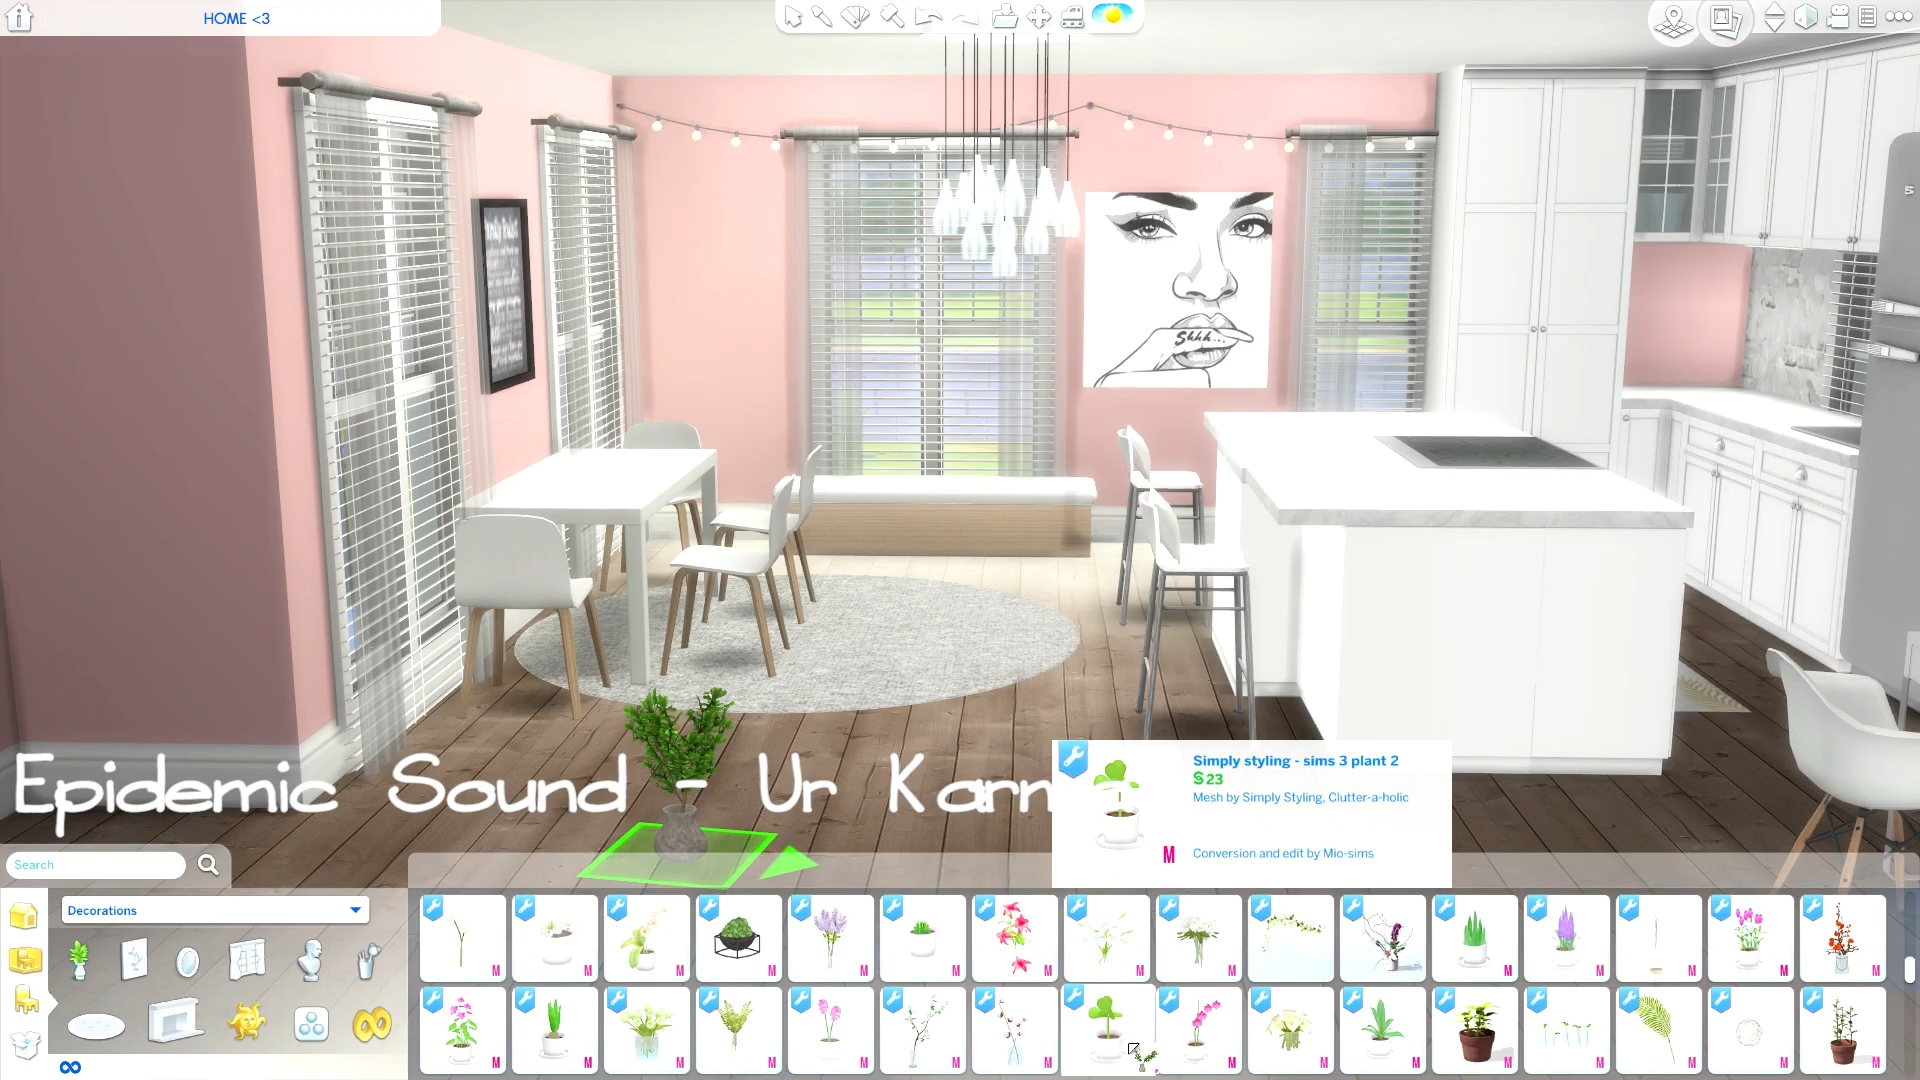 HOME <3
Shhh...
S
Epidemic Sound - Ur Karm
Simply styling - sims 3 plant 2
§23
Mesh by Simply Styling, Clutter-a-holic
M Conversion and edit by Mio-sims
Search
Decorations
M M M M M M M M M M M M M M
M M M M M M M M M M M M M M M M